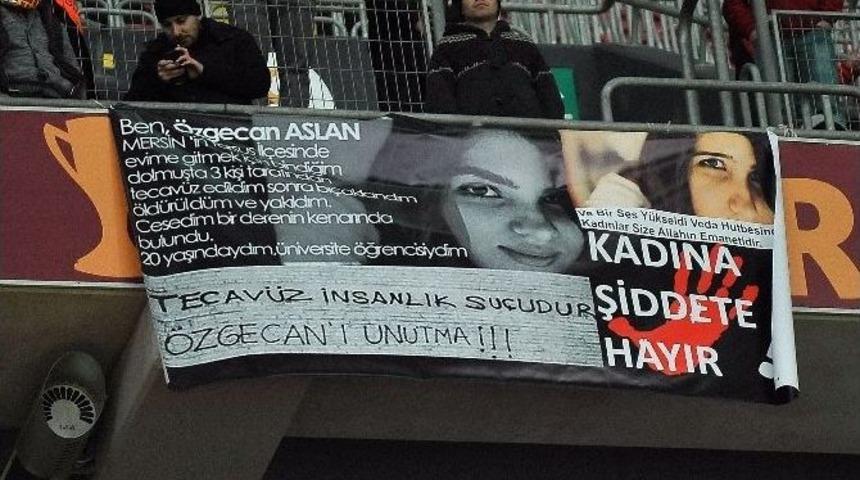 Ben, özgecan ASLAN
MERSİN 'in ilçesinde
evime gitmek için bindiğim
dolmuşta 3 kişi tarafından
tecavüz edildim sonra bıçaklandım
öldürüldüm ve yakıldım.
Cesedim bir derenin kenarında
bulundu.
20 yaşındaydım,üniversite öğrencisiydim
TECAVÜZ İNSANLIK SUÇUDUR
ÖZGECAN'I UNUTMA!!!
ve Bir Ses Yükseldi Veda Hutbesinde
Kadınlar Size Allahın Emanetidir.
KADINA
ŞİDDETE
HAYIR
R